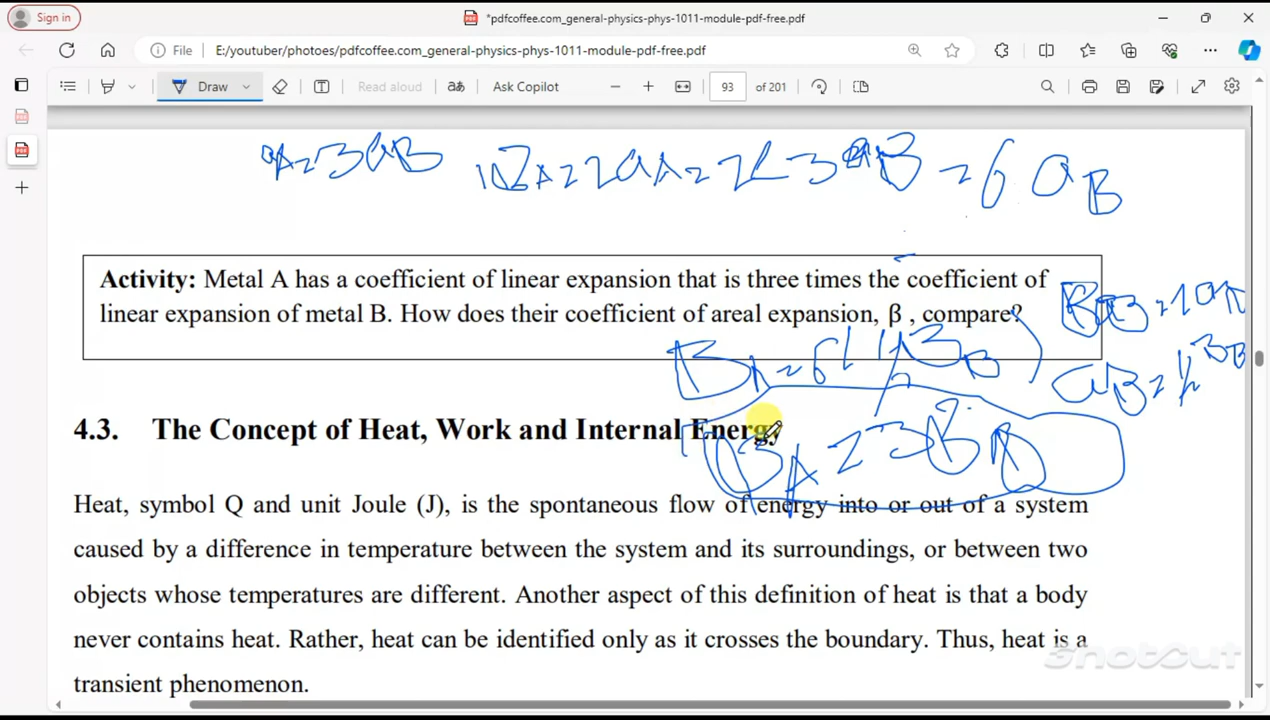 Sign in
*pdfcoffee.com_general-physics-phys-1011-module-pdf-free.pdf
File E:/youtuber/photoes/pdfcoffee.com_general-physics-phys-1011-module-pdf-free.pdf
Draw Read aloud aあ Ask Copilot 93 of 201
= 3aB = 2aA = = 6 aB
Activity: Metal A has a coefficient of linear expansion that is three times the coefficient of
linear expansion of metal B. How does their coefficient of areal expansion, β , compare?
4.3. The Concept of Heat, Work and Internal Energy
Heat, symbol Q and unit Joule (J), is the spontaneous flow of energy into or out of a system
caused by a difference in temperature between the system and its surroundings, or between two
objects whose temperatures are different. Another aspect of this definition of heat is that a body
never contains heat. Rather, heat can be identified only as it crosses the boundary. Thus, heat is a
transient phenomenon.